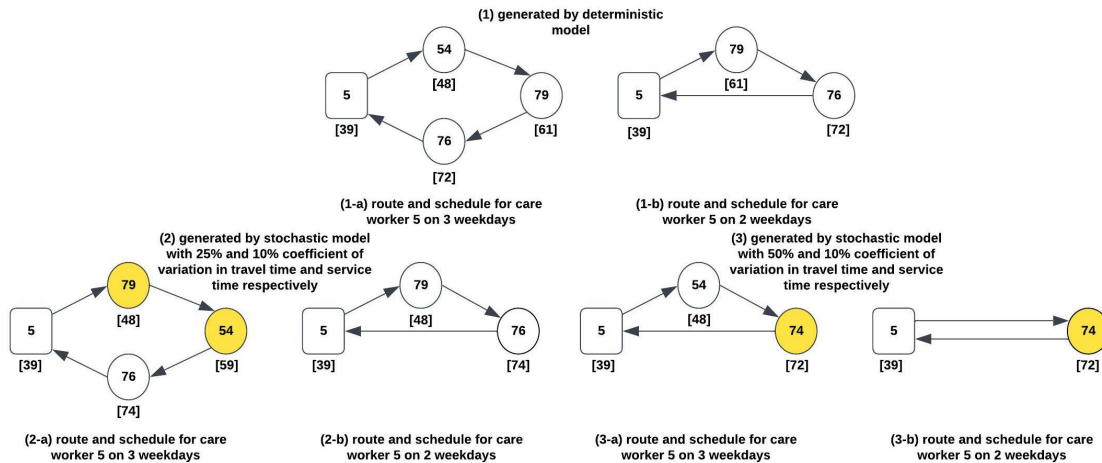 (1) generated by deterministic
model
54
[48]
5
[39]
79
[61]
76
[72]
(1-a) route and schedule for care
worker 5 on 3 weekdays
79
[61]
5
[39]
76
[72]
(1-b) route and schedule for care
worker 5 on 2 weekdays
(2) generated by stochastic model
with 25% and 10% coefficient of
variation in travel time and service
time respectively
79
[48]
5
[39]
54
[59]
76
[74]
(2-a) route and schedule for care
worker 5 on 3 weekdays
79
[48]
5
[39]
76
[74]
(2-b) route and schedule for care
worker 5 on 2 weekdays
(3) generated by stochastic model
with 50% and 10% coefficient of
variation in travel time and service
time respectively
54
[48]
5
[39]
74
[72]
(3-a) route and schedule for care
worker 5 on 3 weekdays
5
[39]
74
[72]
(3-b) route and schedule for care
worker 5 on 2 weekdays